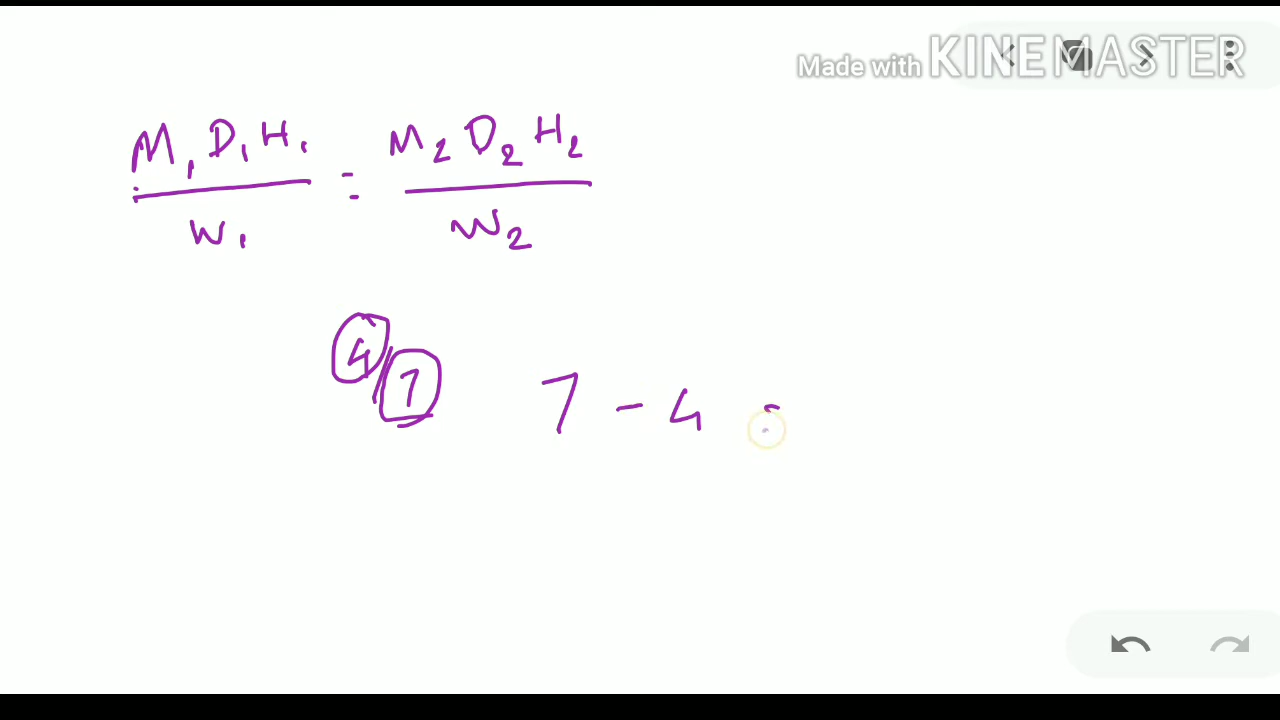 Made with KINEMASTER
M₁D₁H₁ = M₂D₂H₂
W₁ W₂
4/7 7 - 4 =